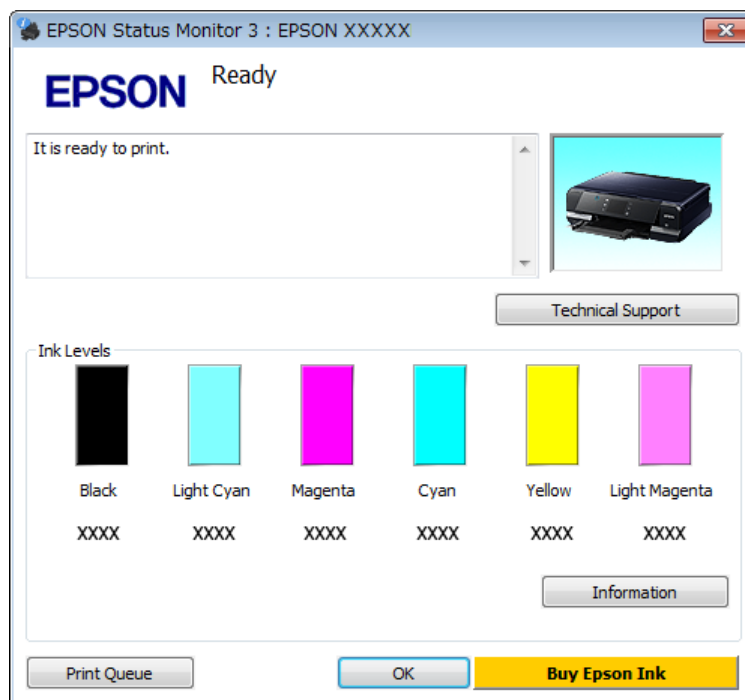 EPSON Status Monitor 3 : EPSON XXXXX
EPSON
Ready
It is ready to print.
Technical Support
Ink Levels
Black Light Cyan Magenta Cyan Yellow Light Magenta
XXXX XXXX XXXX XXXX XXXX XXXX
Information
Print Queue OK Buy Epson Ink